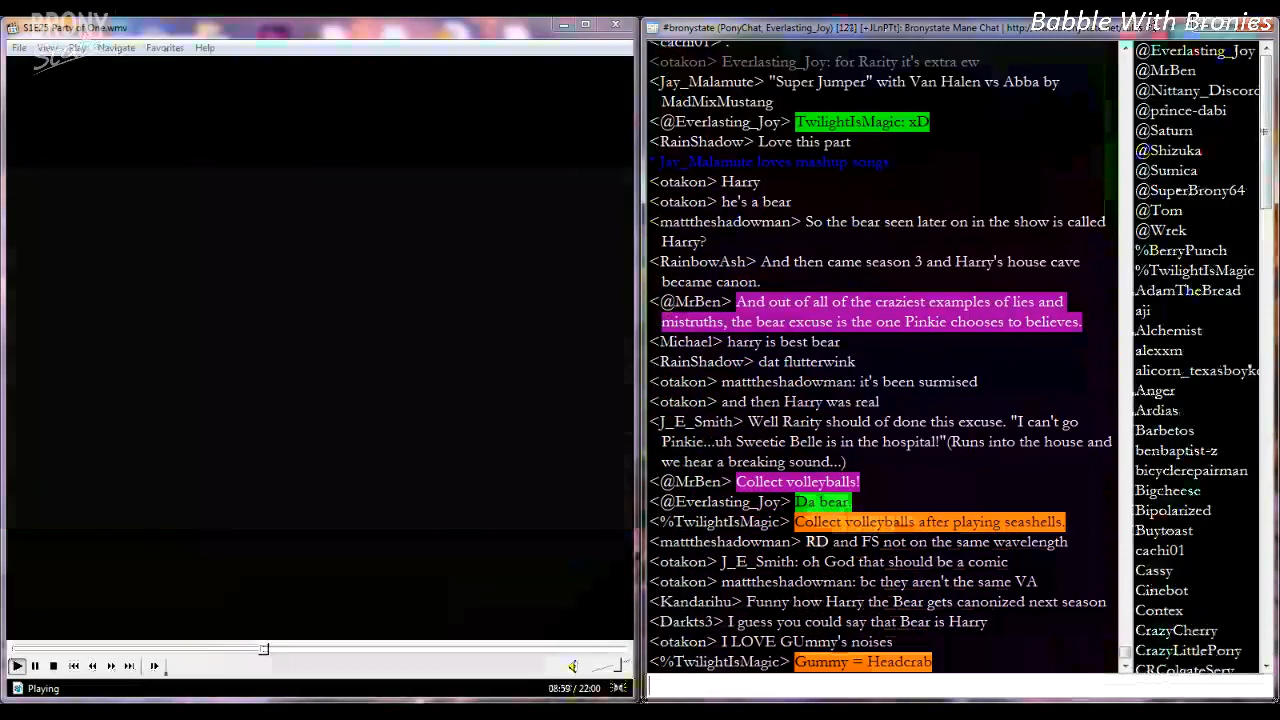 BRONY
State
S1E25 Party of One.wmv
File View Play Navigate Favorites Help
Playing
08:59 / 22:00
#bronystate (PonyChat, Everlasting_Joy) [123] [+JLnPTt]: Bronystate Mane Chat | http://
Babble With Bronies
<otakon> Everlasting_Joy: for Rarity it's extra ew
<Jay_Malamute> "Super Jumper" with Van Halen vs Abba by
MadMixMustang
<@Everlasting_Joy> TwilightIsMagic: xD
<RainShadow> Love this part
* Jay_Malamute loves mashup songs
<otakon> Harry
<otakon> he's a bear
<matttheshadowman> So the bear seen later on in the show is called
Harry?
<RainbowAsh> And then came season 3 and Harry's house cave
became canon.
<@MrBen> And out of all of the craziest examples of lies and
mistruths, the bear excuse is the one Pinkie chooses to believes.
<Michael> harry is best bear
<RainShadow> dat flutterwink
<otakon> matttheshadowman: it's been surmised
<otakon> and then Harry was real
<J_E_Smith> Well Rarity should of done this excuse. "I can't go
Pinkie...uh Sweetie Belle is in the hospital!"(Runs into the house and
we hear a breaking sound...)
<@MrBen> Collect volleyballs!
<@Everlasting_Joy> Da bear.
<%TwilightIsMagic> Collect volleyballs after playing seashells.
<matttheshadowman> RD and FS not on the same wavelength
<otakon> J_E_Smith: oh God that should be a comic
<otakon> matttheshadowman: bc they aren't the same VA
<Kandarihu> Funny how Harry the Bear gets canonized next season
<Darkts3> I guess you could say that Bear is Harry
<otakon> I LOVE GUmmy's noises
<%TwilightIsMagic> Gummy = Headcrab
@Everlasting_Joy
@MrBen
@Nittany_Discord
@prince-dabi
@Saturn
@Shizuka
@Sumica
@SuperBrony64
@Tom
@Wrek
%BerryPunch
%TwilightIsMagic
AdamTheBread
aji
Alchemist
alexxm
alicorn_texasboyk
Anger
Ardias
Barbetos
benbaptist-z
bicyclerepairman
Bigcheese
Bipolarized
Buytoast
cachi01
Cassy
Cinebot
Contex
CrazyCherry
CrazyLittlePony
CRColgateServ